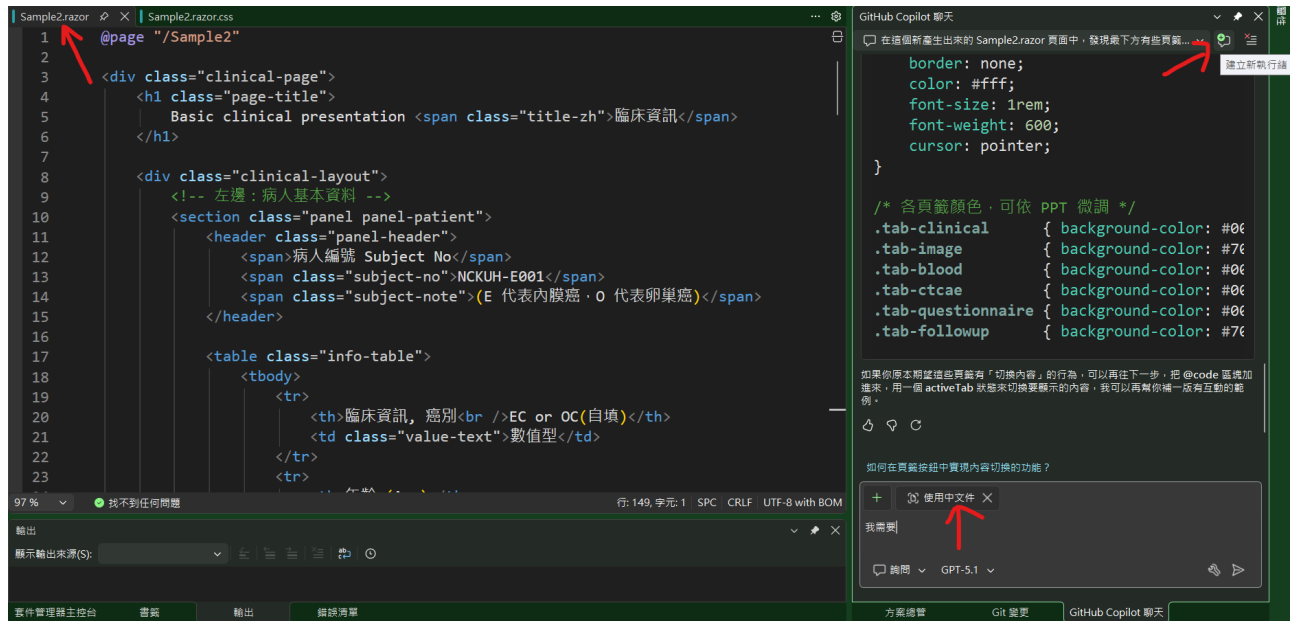 Sample2.razor
Sample2.razor.css
1 @page "/Sample2"
2
3 <div class="clinical-page">
4 <h1 class="page-title">
5 Basic clinical presentation <span class="title-zh">臨床資訊</span>
6 </h1>
7
8 <div class="clinical-layout">
9 <!-- 左邊：病人基本資料 -->
10 <section class="panel panel-patient">
11 <header class="panel-header">
12 <span>病人編號 Subject No</span>
13 <span class="subject-no">NCKUH-E001</span>
14 <span class="subject-note">(E 代表內膜癌，O 代表卵巢癌)</span>
15 </header>
16
17 <table class="info-table">
18 <tbody>
19 <tr>
20 <th>臨床資訊, 癌別<br />EC or OC(自填)</th>
21 <td class="value-text">數值型</td>
22 </tr>
23 <tr>
97 %
找不到任何問題
行: 149, 字元: 1 SPC CRLF UTF-8 with BOM
輸出
顯示輸出來源(S):
套件管理器主控台 書籤 輸出 錯誤清單
GitHub Copilot 聊天
在這個新產生出來的 Sample2.razor 頁面中，發現最下方有些頁籤...
建立新執行緒
border: none;
color: #fff;
font-size: 1rem;
font-weight: 600;
cursor: pointer;
}
/* 各頁籤顏色，可依 PPT 微調 */
.tab-clinical { background-color: #00
.tab-image { background-color: #70
.tab-blood { background-color: #00
.tab-ctcae { background-color: #00
.tab-questionnaire { background-color: #00
.tab-followup { background-color: #70
如果你原本期望這些頁籤有「切換內容」的行為，可以再往下一步，把 @code 區塊加
進來，用一個 activeTab 狀態來切換要顯示的內容，我可以再幫你補一版有互動的範
例。
如何在頁籤按鈕中實現內容切換的功能？
使用中文件
我需要
詢問 GPT-5.1
方案總管 Git 變更 GitHub Copilot 聊天